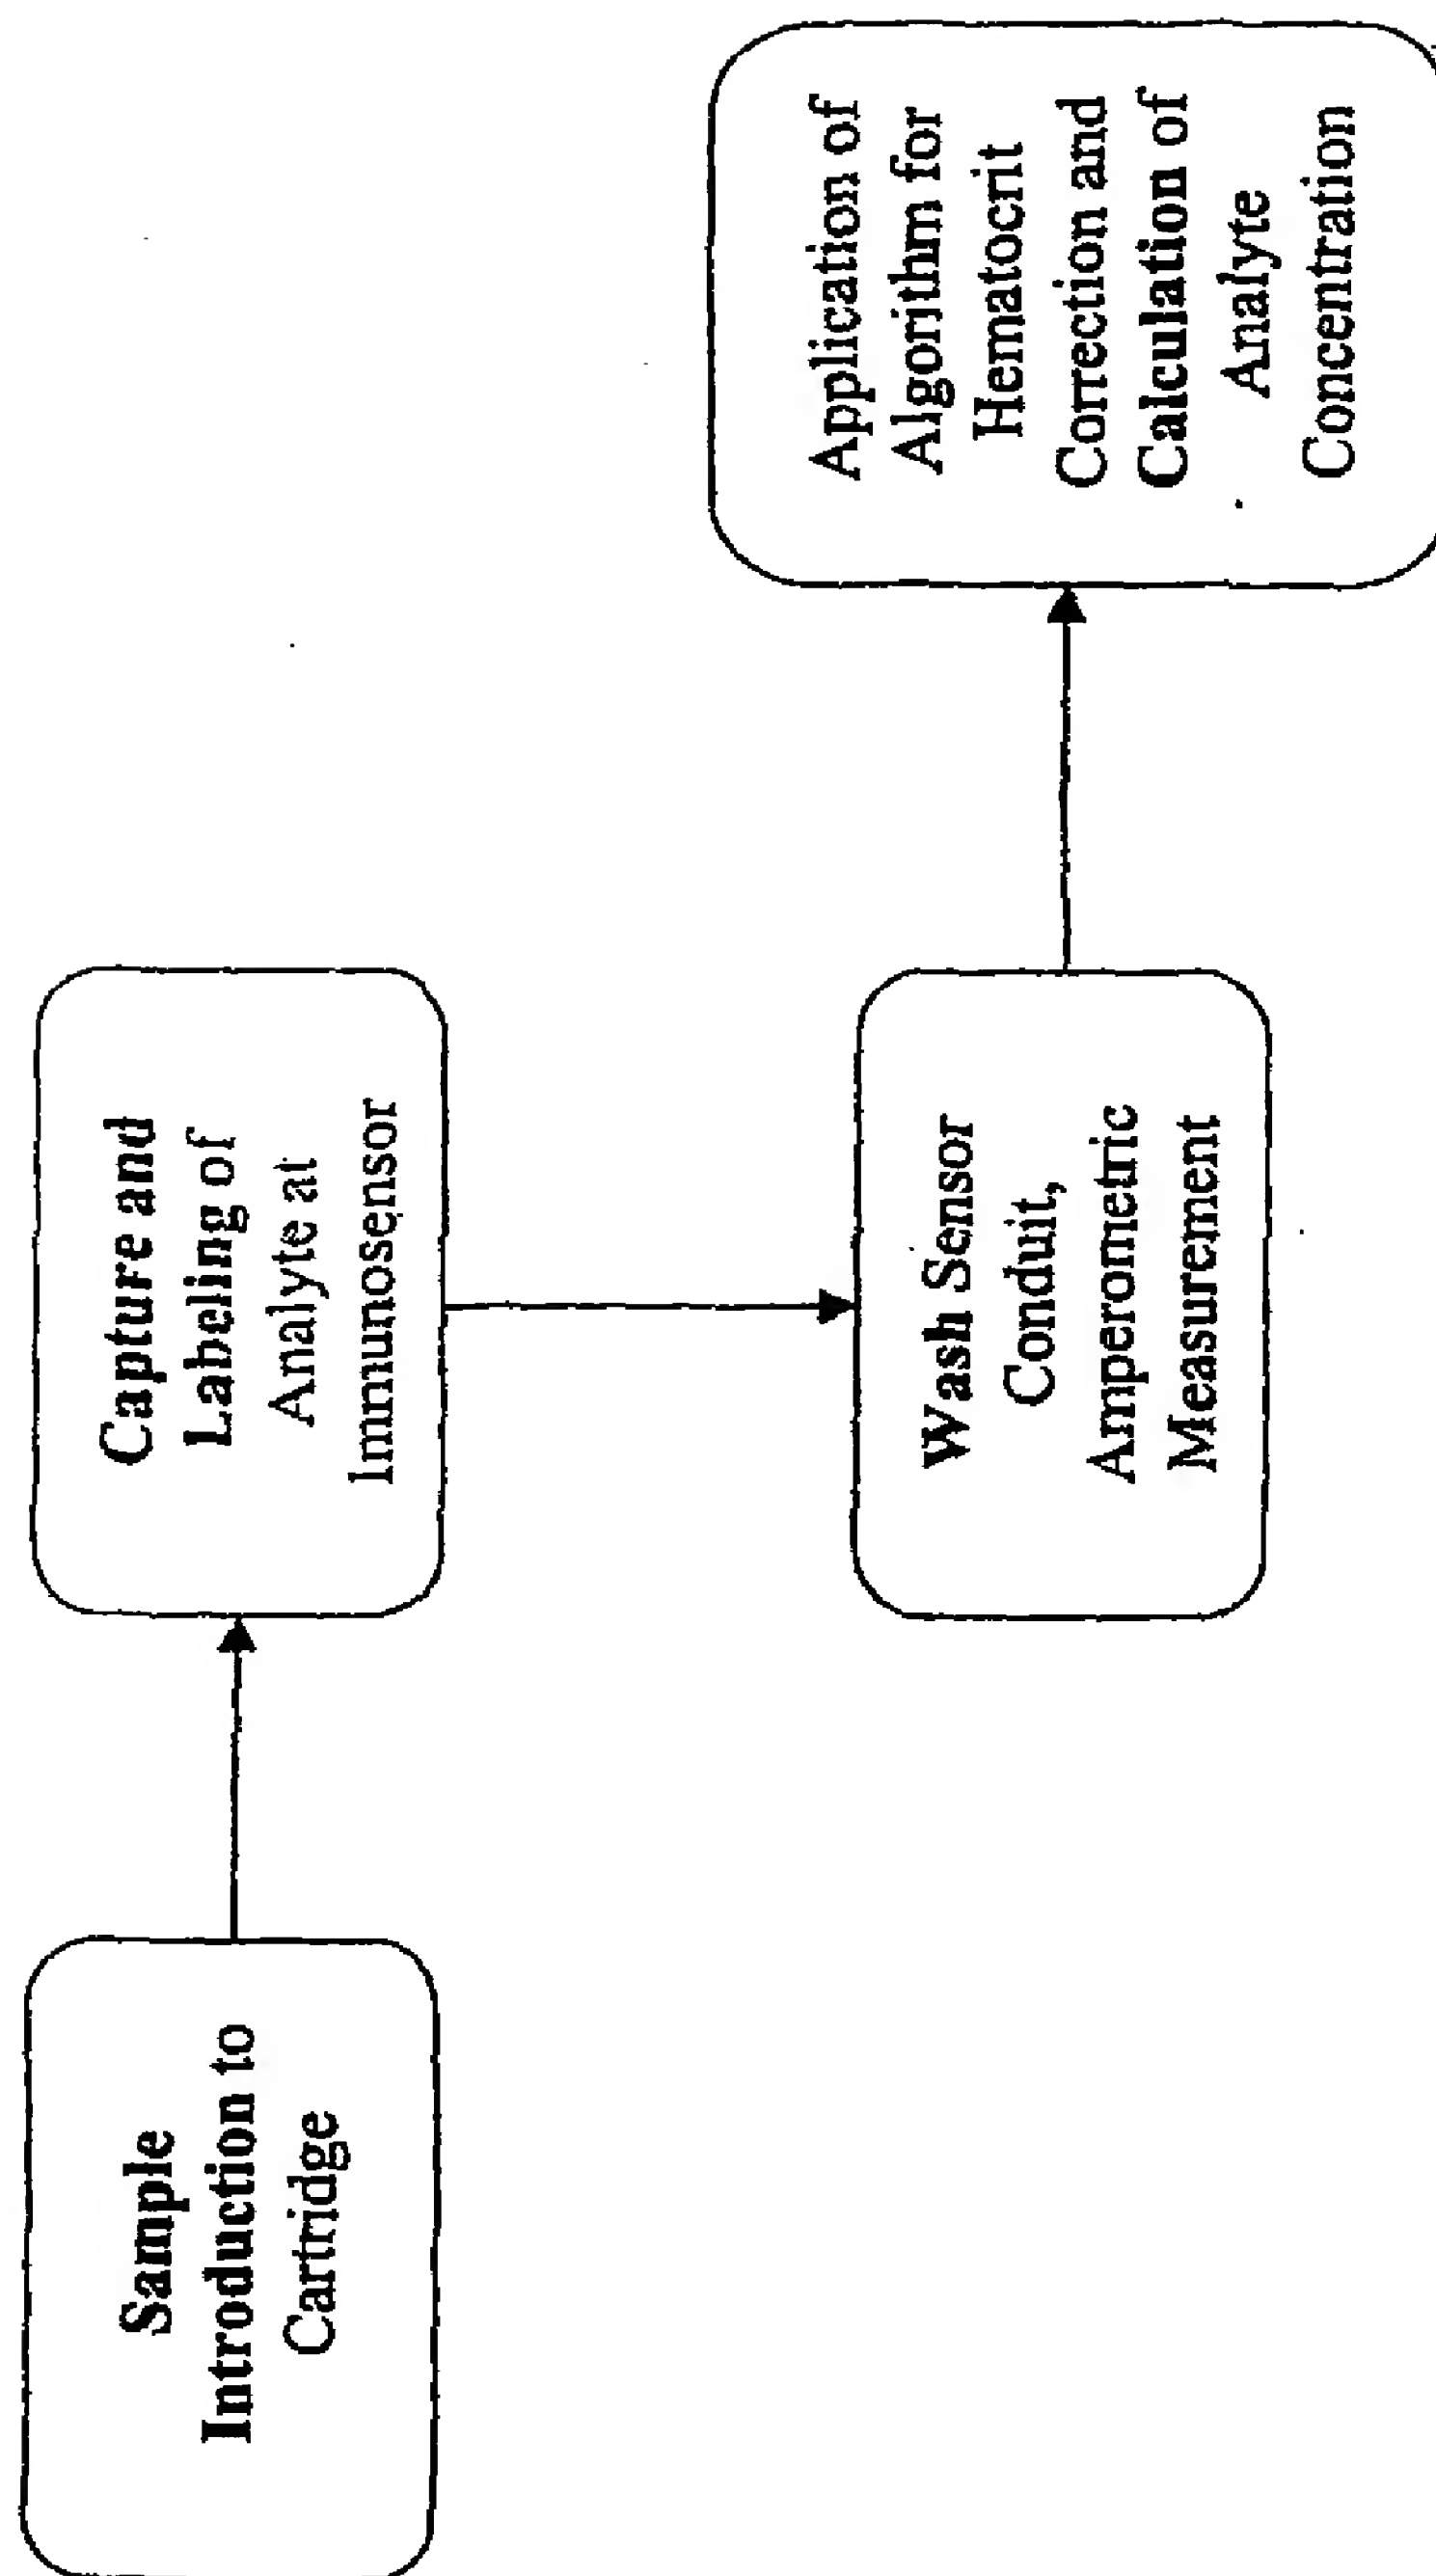 Sample
Introduction to
Cartridge
Capture and
Labeling of
Analyte at
Immunosensor
Wash Sensor
Conduit,
Amperometric
Measurement
Application of
Algorithm for
Hematocrit
Correction and
Calculation of
Analyte
Concentration